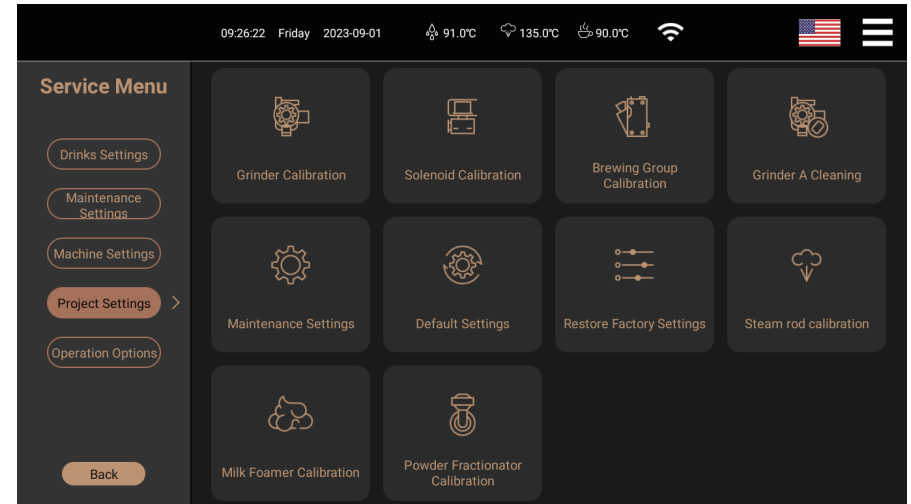 09:26:22 Friday 2023-09-01 91.0℃ 135.0℃ 90.0℃
Service Menu
Drinks Settings
Maintenance
Settings
Machine Settings
Project Settings
Operation Options
Back
Grinder Calibration
Solenoid Calibration
Brewing Group
Calibration
Grinder A Cleaning
Maintenance Settings
Default Settings
Restore Factory Settings
Steam rod calibration
Milk Foamer Calibration
Powder Fractionator
Calibration